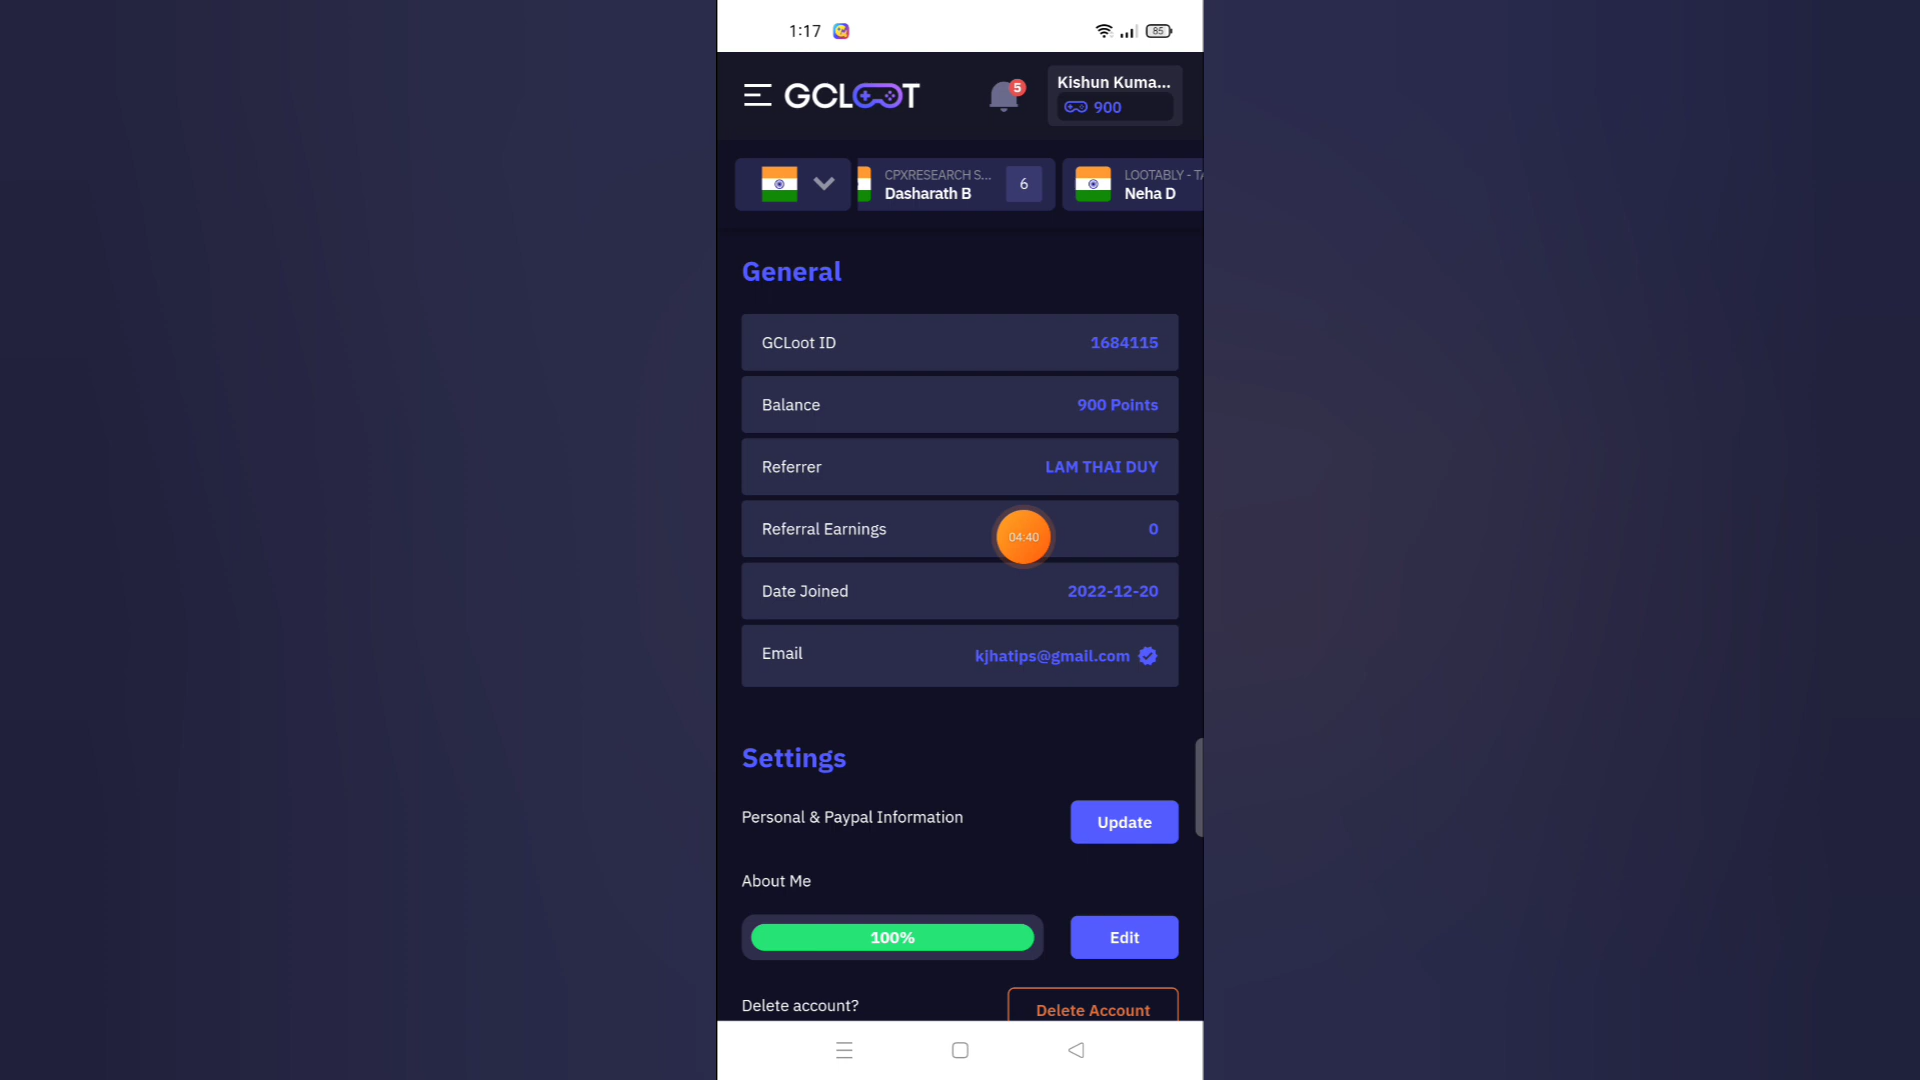 1:17
85
GCLOOT
5
Kishun Kuma...
900
CPXRESEARCH S...
Dasharath B
6
LOOTABLY - TA
Neha D
General
GCLoot ID 1684115
Balance 900 Points
Referrer LAM THAI DUY
Referral Earnings 0
04:40
Date Joined 2022-12-20
Email kjhatips@gmail.com
Settings
Personal & Paypal Information Update
About Me
100% Edit
Delete account? Delete Account